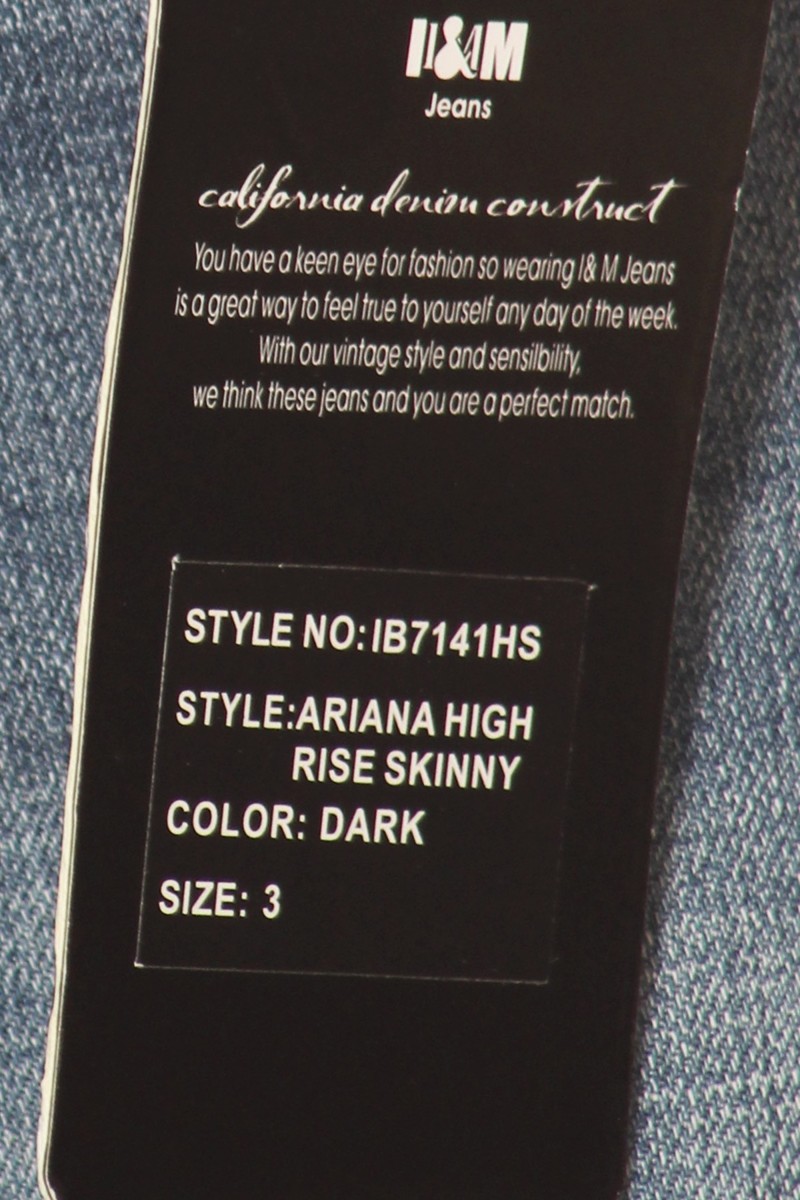 I&M
Jeans
california denim construct
You have a keen eye for fashion so wearing I& M Jeans
is a great way to feel true to yourself any day of the week.
With our vintage style and sensilbility,
we think these jeans and you are a perfect match.
STYLE NO: IB7141HS
STYLE:ARIANA HIGH
RISE SKINNY
COLOR: DARK
SIZE: 3